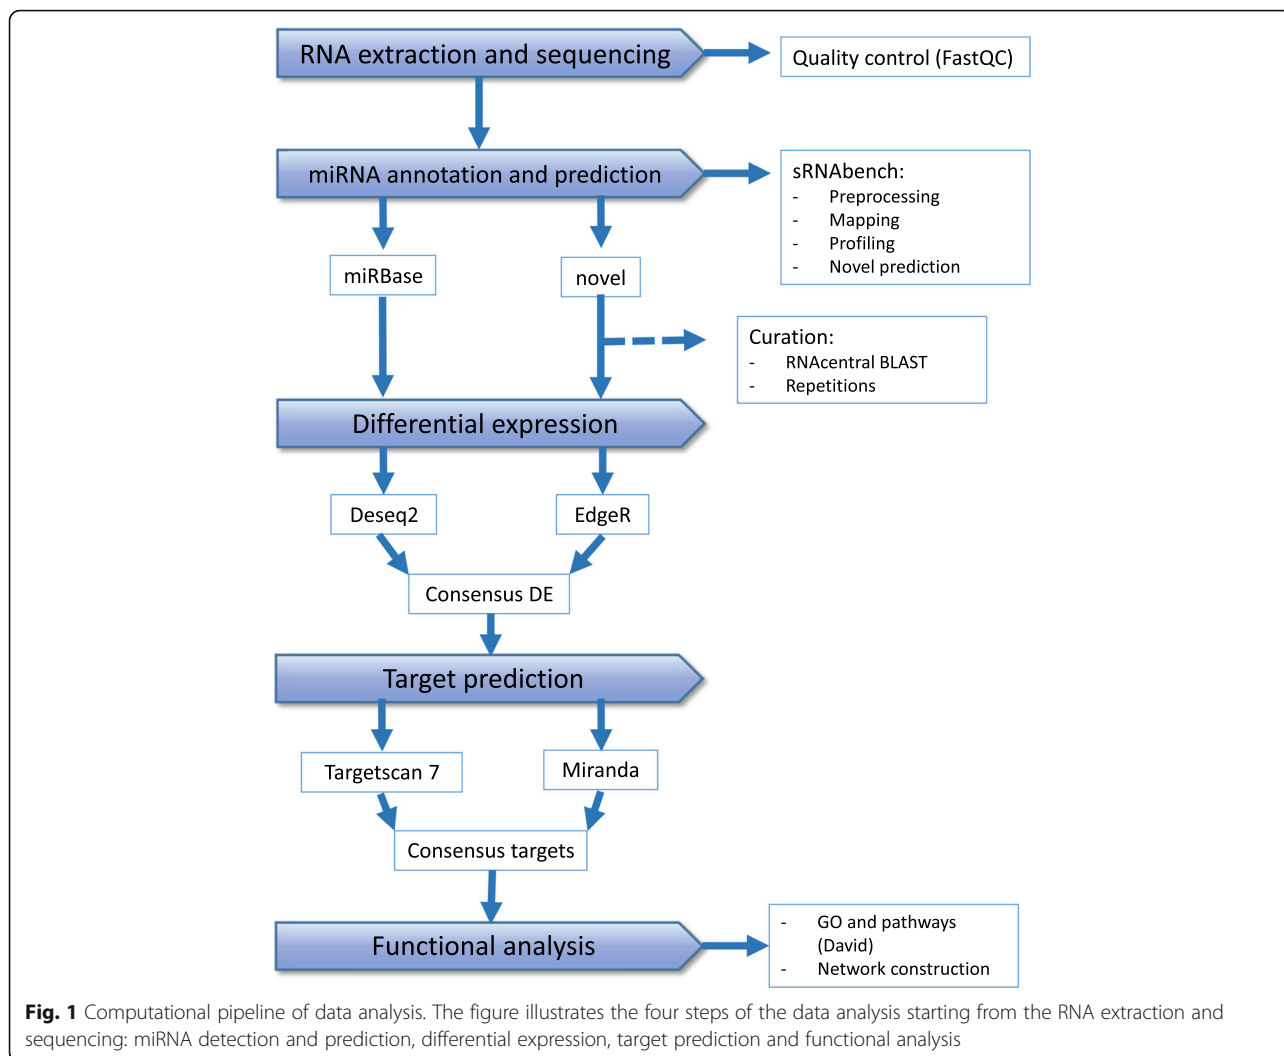 RNA extraction and sequencing
Quality control (FastQC)
miRNA annotation and prediction
sRNAbench:
- Preprocessing
- Mapping
- Profiling
- Novel prediction
miRBase
novel
Curation:
- RNAcentral BLAST
- Repetitions
Differential expression
Deseq2
EdgeR
Consensus DE
Target prediction
Targetscan 7
Miranda
Consensus targets
Functional analysis
- GO and pathways
(David)
- Network construction
Fig. 1 Computational pipeline of data analysis. The figure illustrates the four steps of the data analysis starting from the RNA extraction and
sequencing: miRNA detection and prediction, differential expression, target prediction and functional analysis